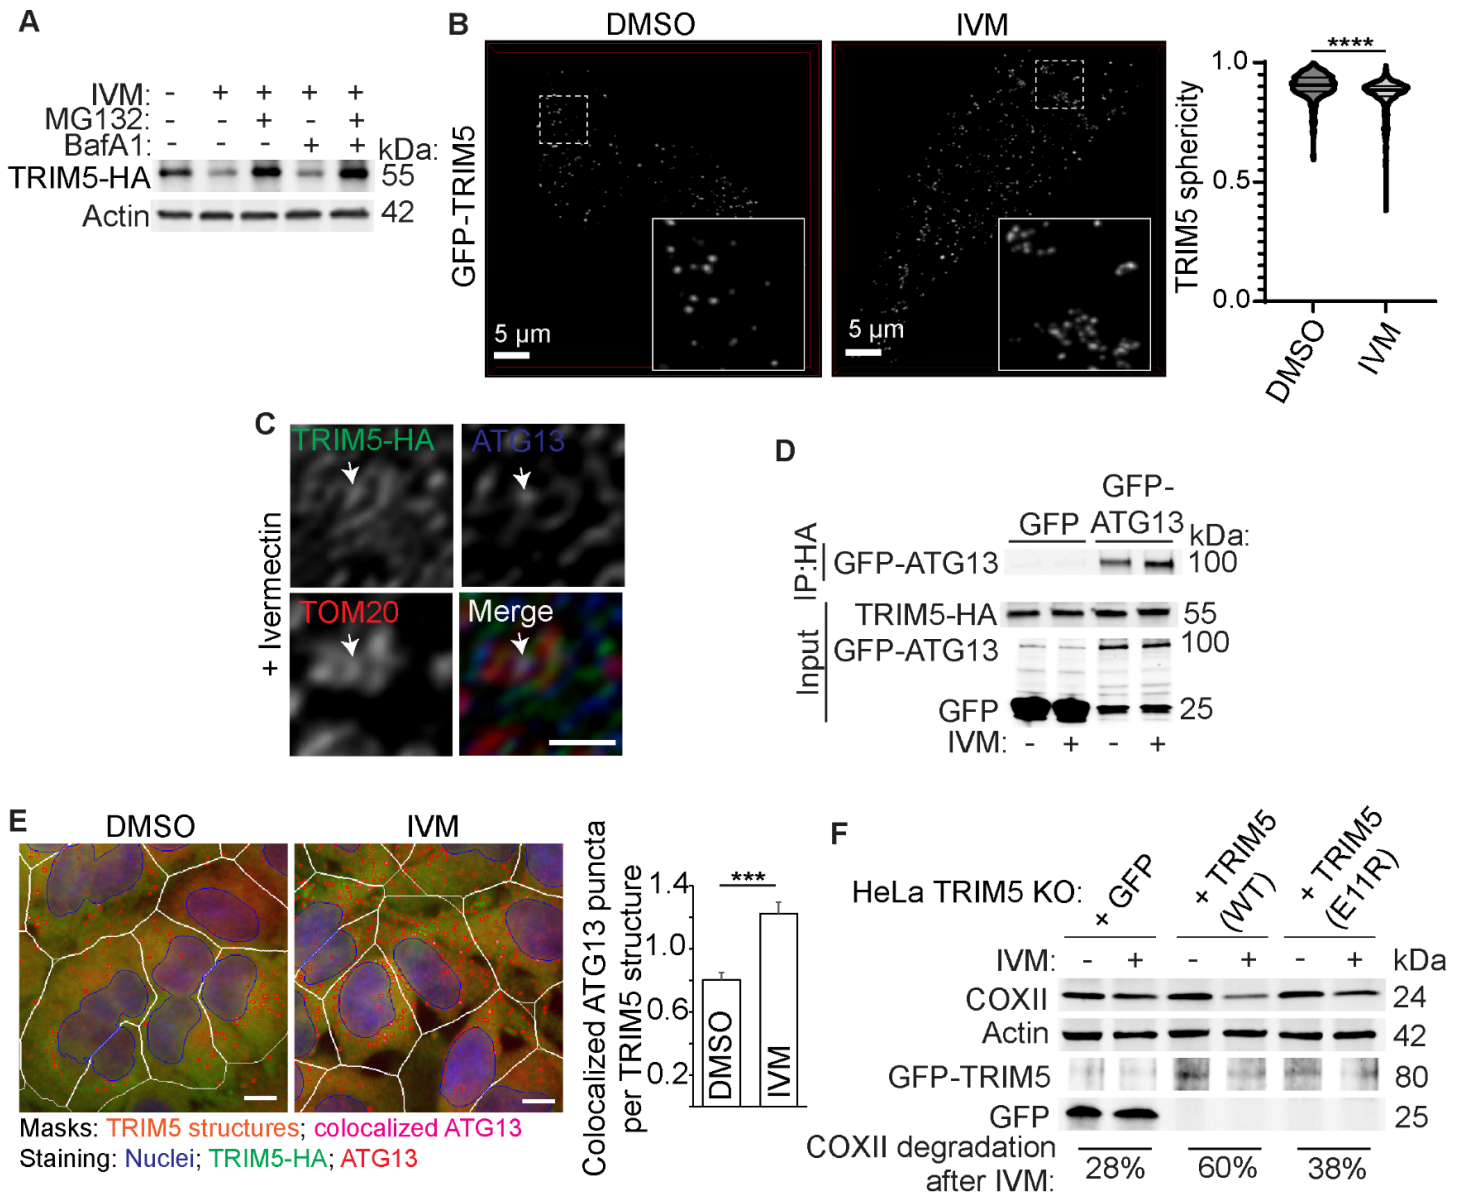 A
IVM: - + + + +
MG132: - - + - +
BafA1: - - - + +
kDa:
TRIM5-HA 55
Actin 42
B
DMSO IVM
GFP-TRIM5
5 µm
5 µm
TRIM5 sphericity
1.0
0.5
0.0
****
DMSO
IVM
C
+ Ivermectin
TRIM5-HA
ATG13
TOM20
Merge
D
GFP
GFP-
ATG13
kDa:
IP:HA
GFP-ATG13 100
Input
TRIM5-HA 55
GFP-ATG13 100
GFP 25
IVM: - + - +
E
DMSO IVM
Masks: TRIM5 structures; colocalized ATG13
Staining: Nuclei; TRIM5-HA; ATG13
Colocalized ATG13 puncta
per TRIM5 structure
1.4
1.0
0.6
0.2
***
DMSO
IVM
F
HeLa TRIM5 KO:
+ GFP
+ TRIM5
(WT)
+ TRIM5
(E11R)
IVM: - + - + - +
kDa
COXII 24
Actin 42
GFP-TRIM5 80
GFP 25
COXII degradation
after IVM:
28% 60% 38%